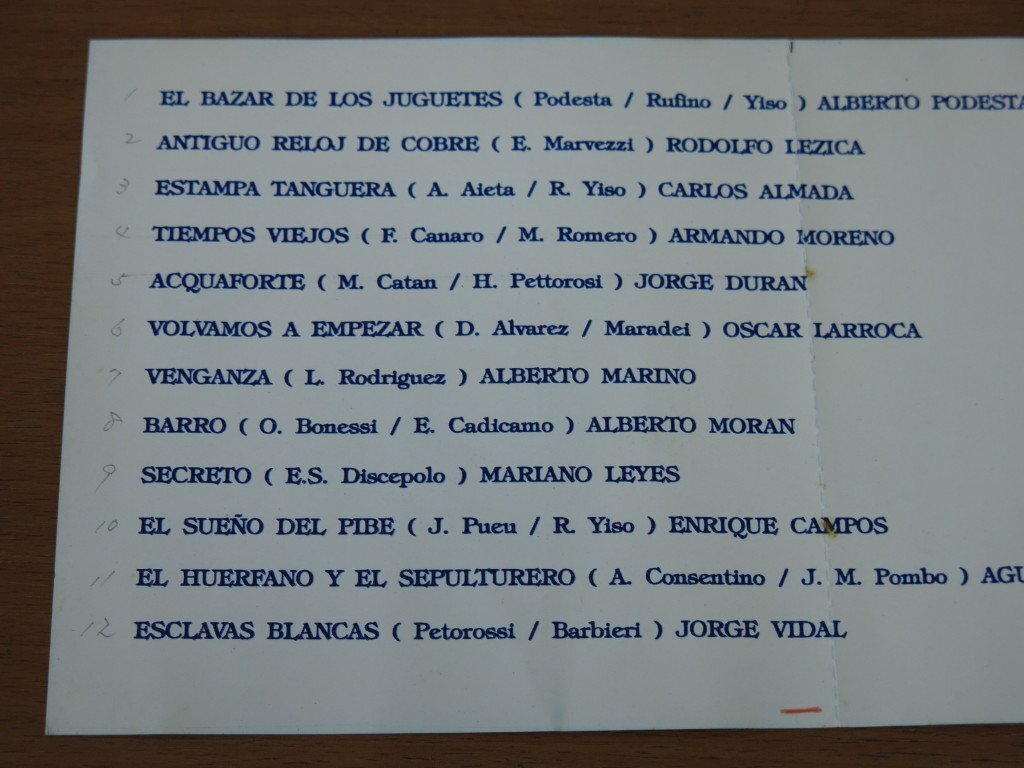 1 EL BAZAR DE LOS JUGUETES ( Podesta / Rufino / Yiso ) ALBERTO PODESTA
2 ANTIGUO RELOJ DE COBRE ( E. Marvezzi ) RODOLFO LEZICA
3 ESTAMPA TANGUERA ( A. Aieta / R. Yiso ) CARLOS ALMADA
4 TIEMPOS VIEJOS ( F. Canaro / M. Romero ) ARMANDO MORENO
5 ACQUAFORTE ( M. Catan / H. Pettorosi ) JORGE DURAN
6 VOLVAMOS A EMPEZAR ( D. Alvarez / Maradei ) OSCAR LARROCA
7 VENGANZA ( L. Rodriguez ) ALBERTO MARINO
8 BARRO ( O. Bonessi / E. Cadicamo ) ALBERTO MORAN
9 SECRETO ( E.S. Discepolo ) MARIANO LEYES
10 EL SUEÑO DEL PIBE ( J. Pueu / R. Yiso ) ENRIQUE CAMPOS
11 EL HUERFANO Y EL SEPULTURERO ( A. Consentino / J. M. Pombo ) AGU
12 ESCLAVAS BLANCAS ( Petorossi / Barbieri ) JORGE VIDAL